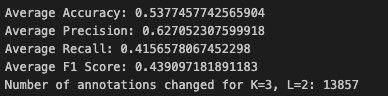 Average Accuracy: 0.5377457742565904
Average Precision: 0.627052307599918
Average Recall: 0.4156578067452298
Average F1 Score: 0.439097181891183
Number of annotations changed for K=3, L=2: 13857